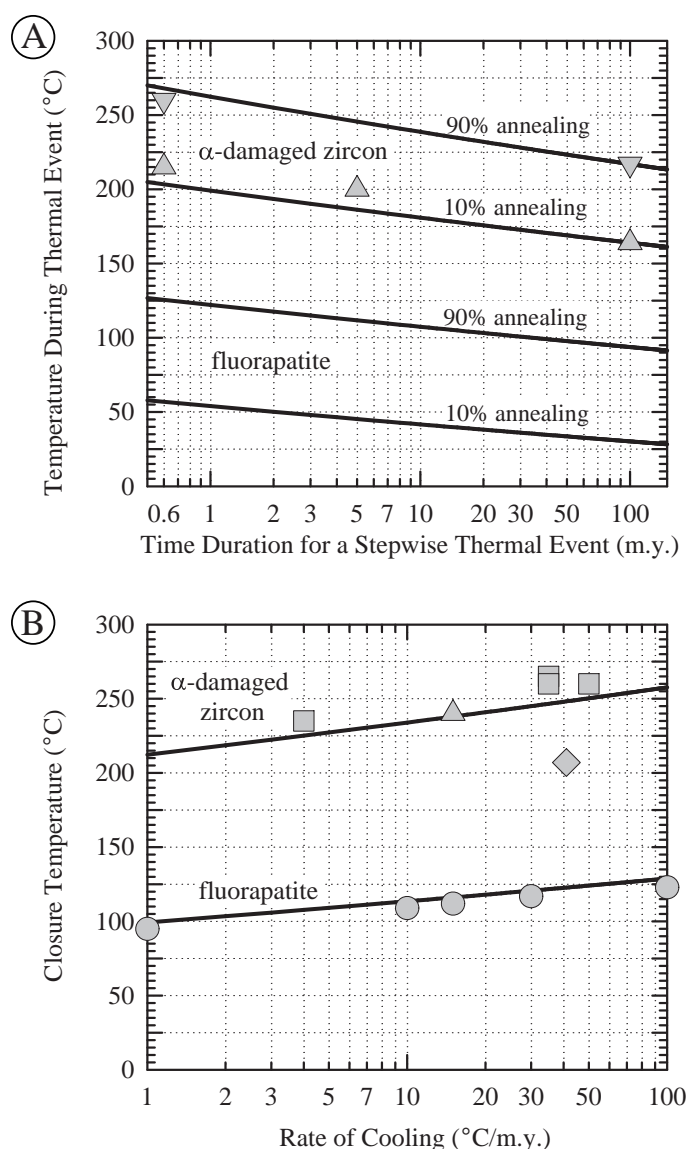 A
Temperature During Thermal Event (°C)
300
250
200
150
100
50
0
90% annealing
α-damaged zircon
10% annealing
90% annealing
fluorapatite
10% annealing
0.6 1 2 3 5 7 10 20 30 50 100
Time Duration for a Stepwise Thermal Event (m.y.)
B
Closure Temperature (°C)
300
250
200
150
100
50
0
α-damaged
zircon
fluorapatite
1 2 3 5 7 10 20 30 50 100
Rate of Cooling (°C/m.y.)